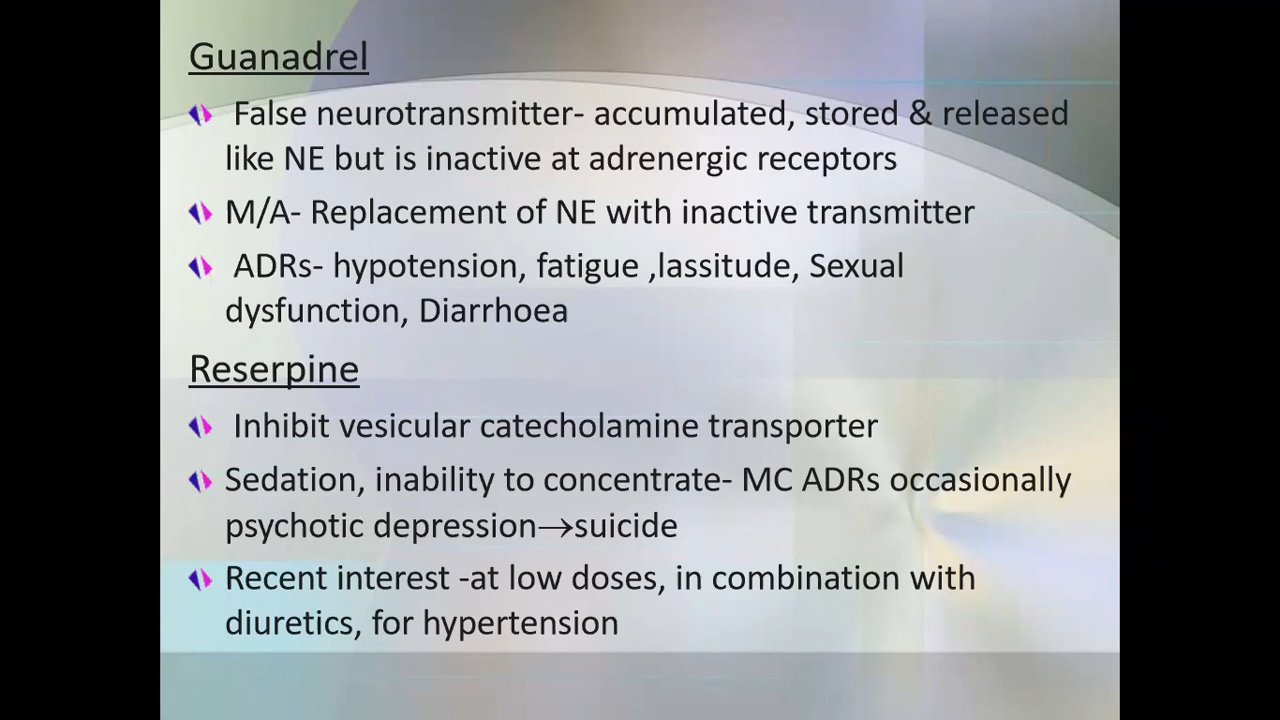 Guanadrel
False neurotransmitter- accumulated, stored & released
like NE but is inactive at adrenergic receptors
M/A- Replacement of NE with inactive transmitter
ADRs- hypotension, fatigue ,lassitude, Sexual
dysfunction, Diarrhoea
Reserpine
Inhibit vesicular catecholamine transporter
Sedation, inability to concentrate- MC ADRs occasionally
psychotic depression→suicide
Recent interest -at low doses, in combination with
diuretics, for hypertension